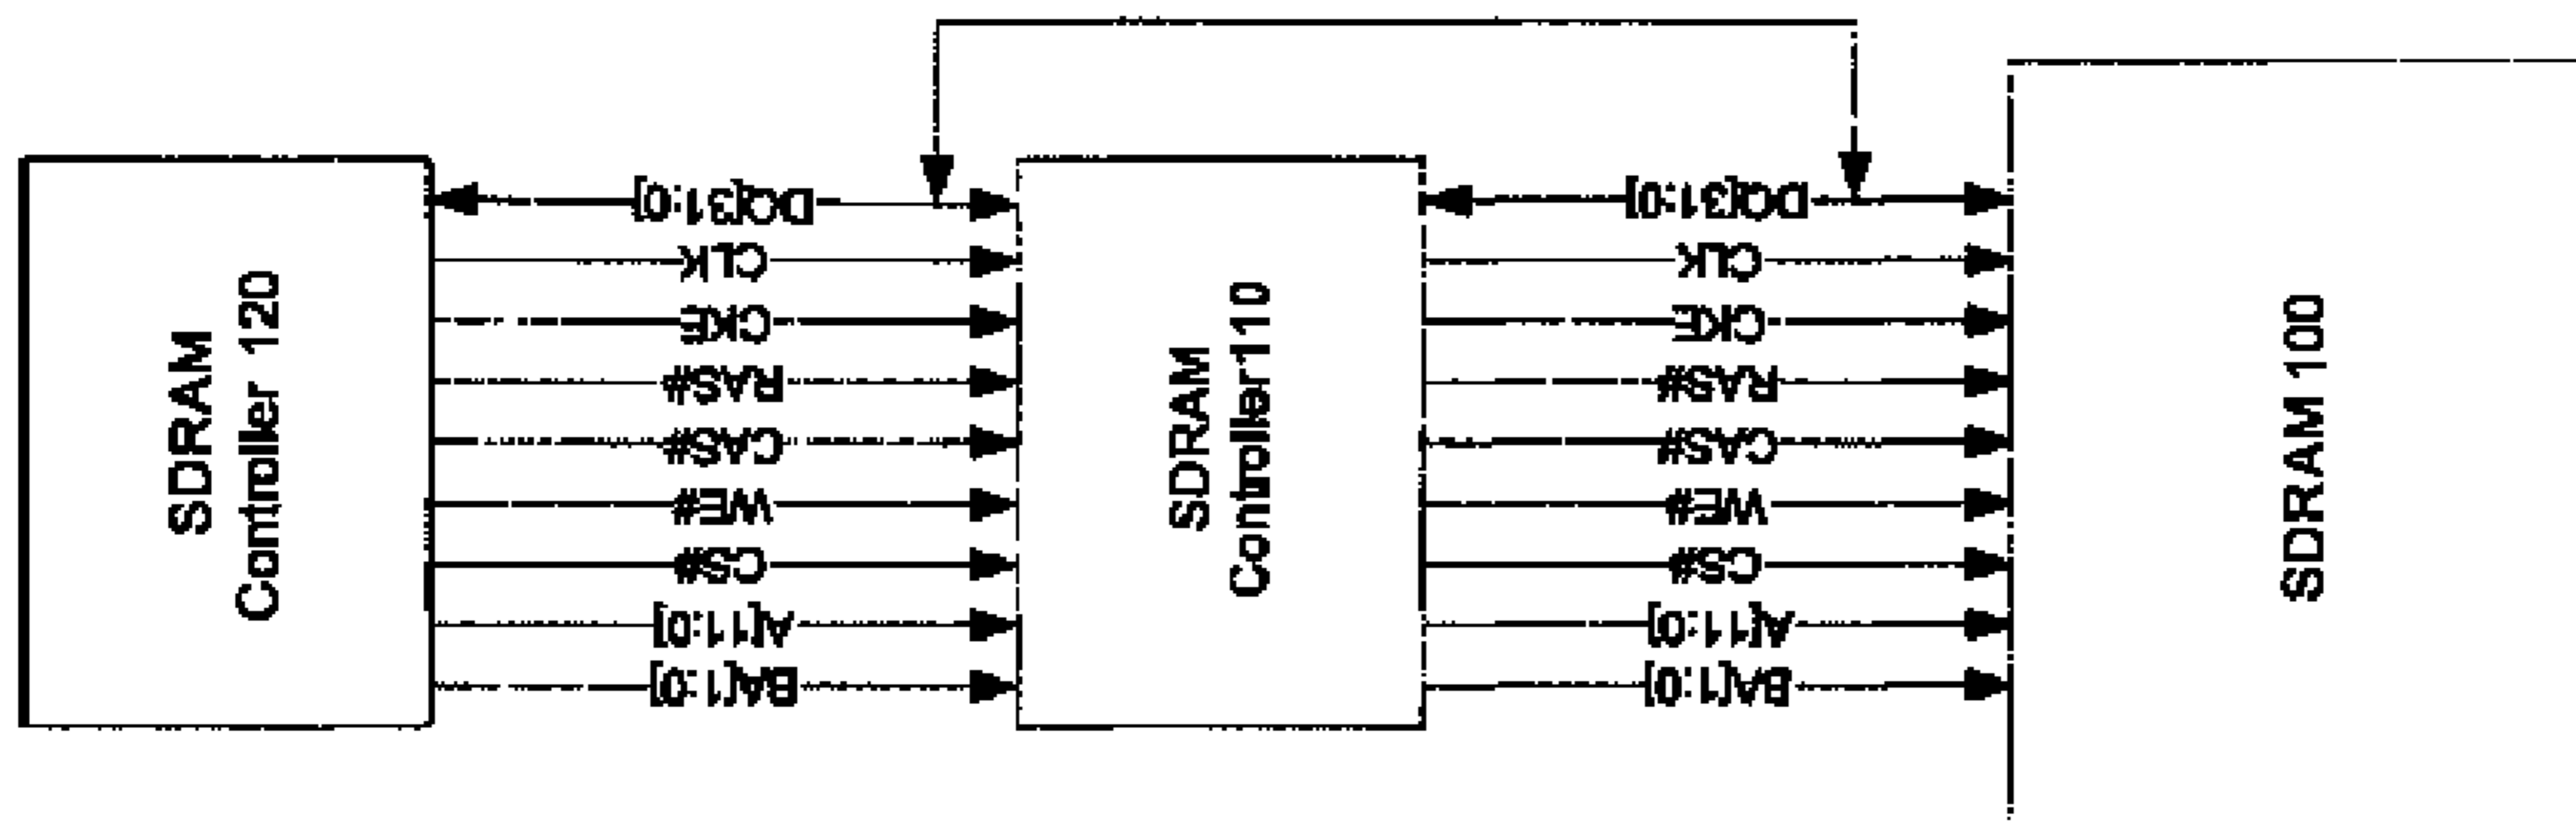 SDRAM
Controller 120
DQ[31:0]
CLK
CKE
RAS#
CAS#
WE#
CS#
A[11:0]
BA[1:0]
SDRAM
Controller110
DQ[31:0]
CLK
CKE
RAS#
CAS#
WE#
CS#
A[11:0]
BA[1:0]
SDRAM 100